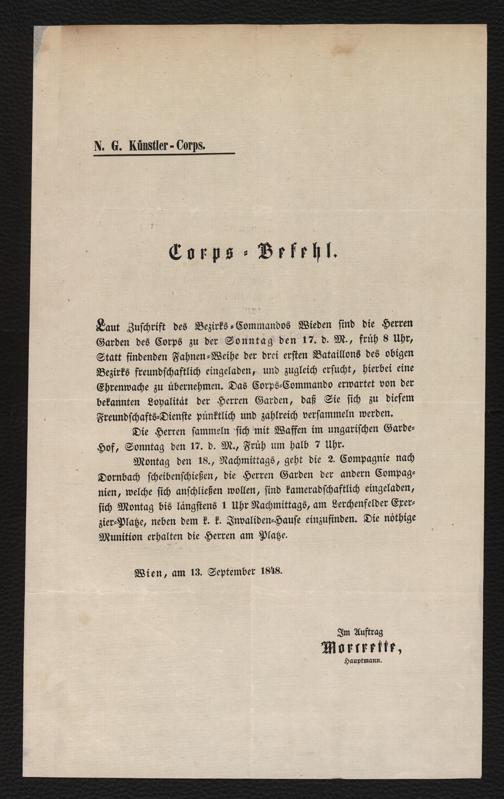 N. G. Künstler-Corps.
Corps-Befehl.
Laut Zuschrift des Bezirks-Commandos Wieden sind die Herren
Garden des Corps zu der Sonntag den 17. d. M., früh 8 Uhr,
Statt findenden Fahnen-Weihe der drei ersten Bataillons des obigen
Bezirks freundschaftlich eingeladen, und zugleich ersucht, hierbei eine
Ehrenwache zu übernehmen. Das Corps-Commando erwartet von der
bekannten Loyalität der Herren Garden, daß Sie sich zu diesem
Freundschafts-Dienste pünktlich und zahlreich versammeln werden.
Die Herren sammeln sich mit Waffen im ungarischen Garde-
Hof, Sonntag den 17. d. M., Früh um halb 7 Uhr.
Montag den 18., Nachmittags, geht die 2. Compagnie nach
Dornbach scheibenschießen, die Herren Garden der andern Compag-
nien, welche sich anschließen wollen, sind kameradschaftlich eingeladen,
sich Montag bis längstens 1 Uhr Nachmittags, am Lerchenfelder Exer-
zier-Platze, neben dem k. k. Invaliden-Hause einzufinden. Die nöthige
Munition erhalten die Herren am Platze.
Wien, am 13. September 1848.
Im Auftrag
Hauptmann.